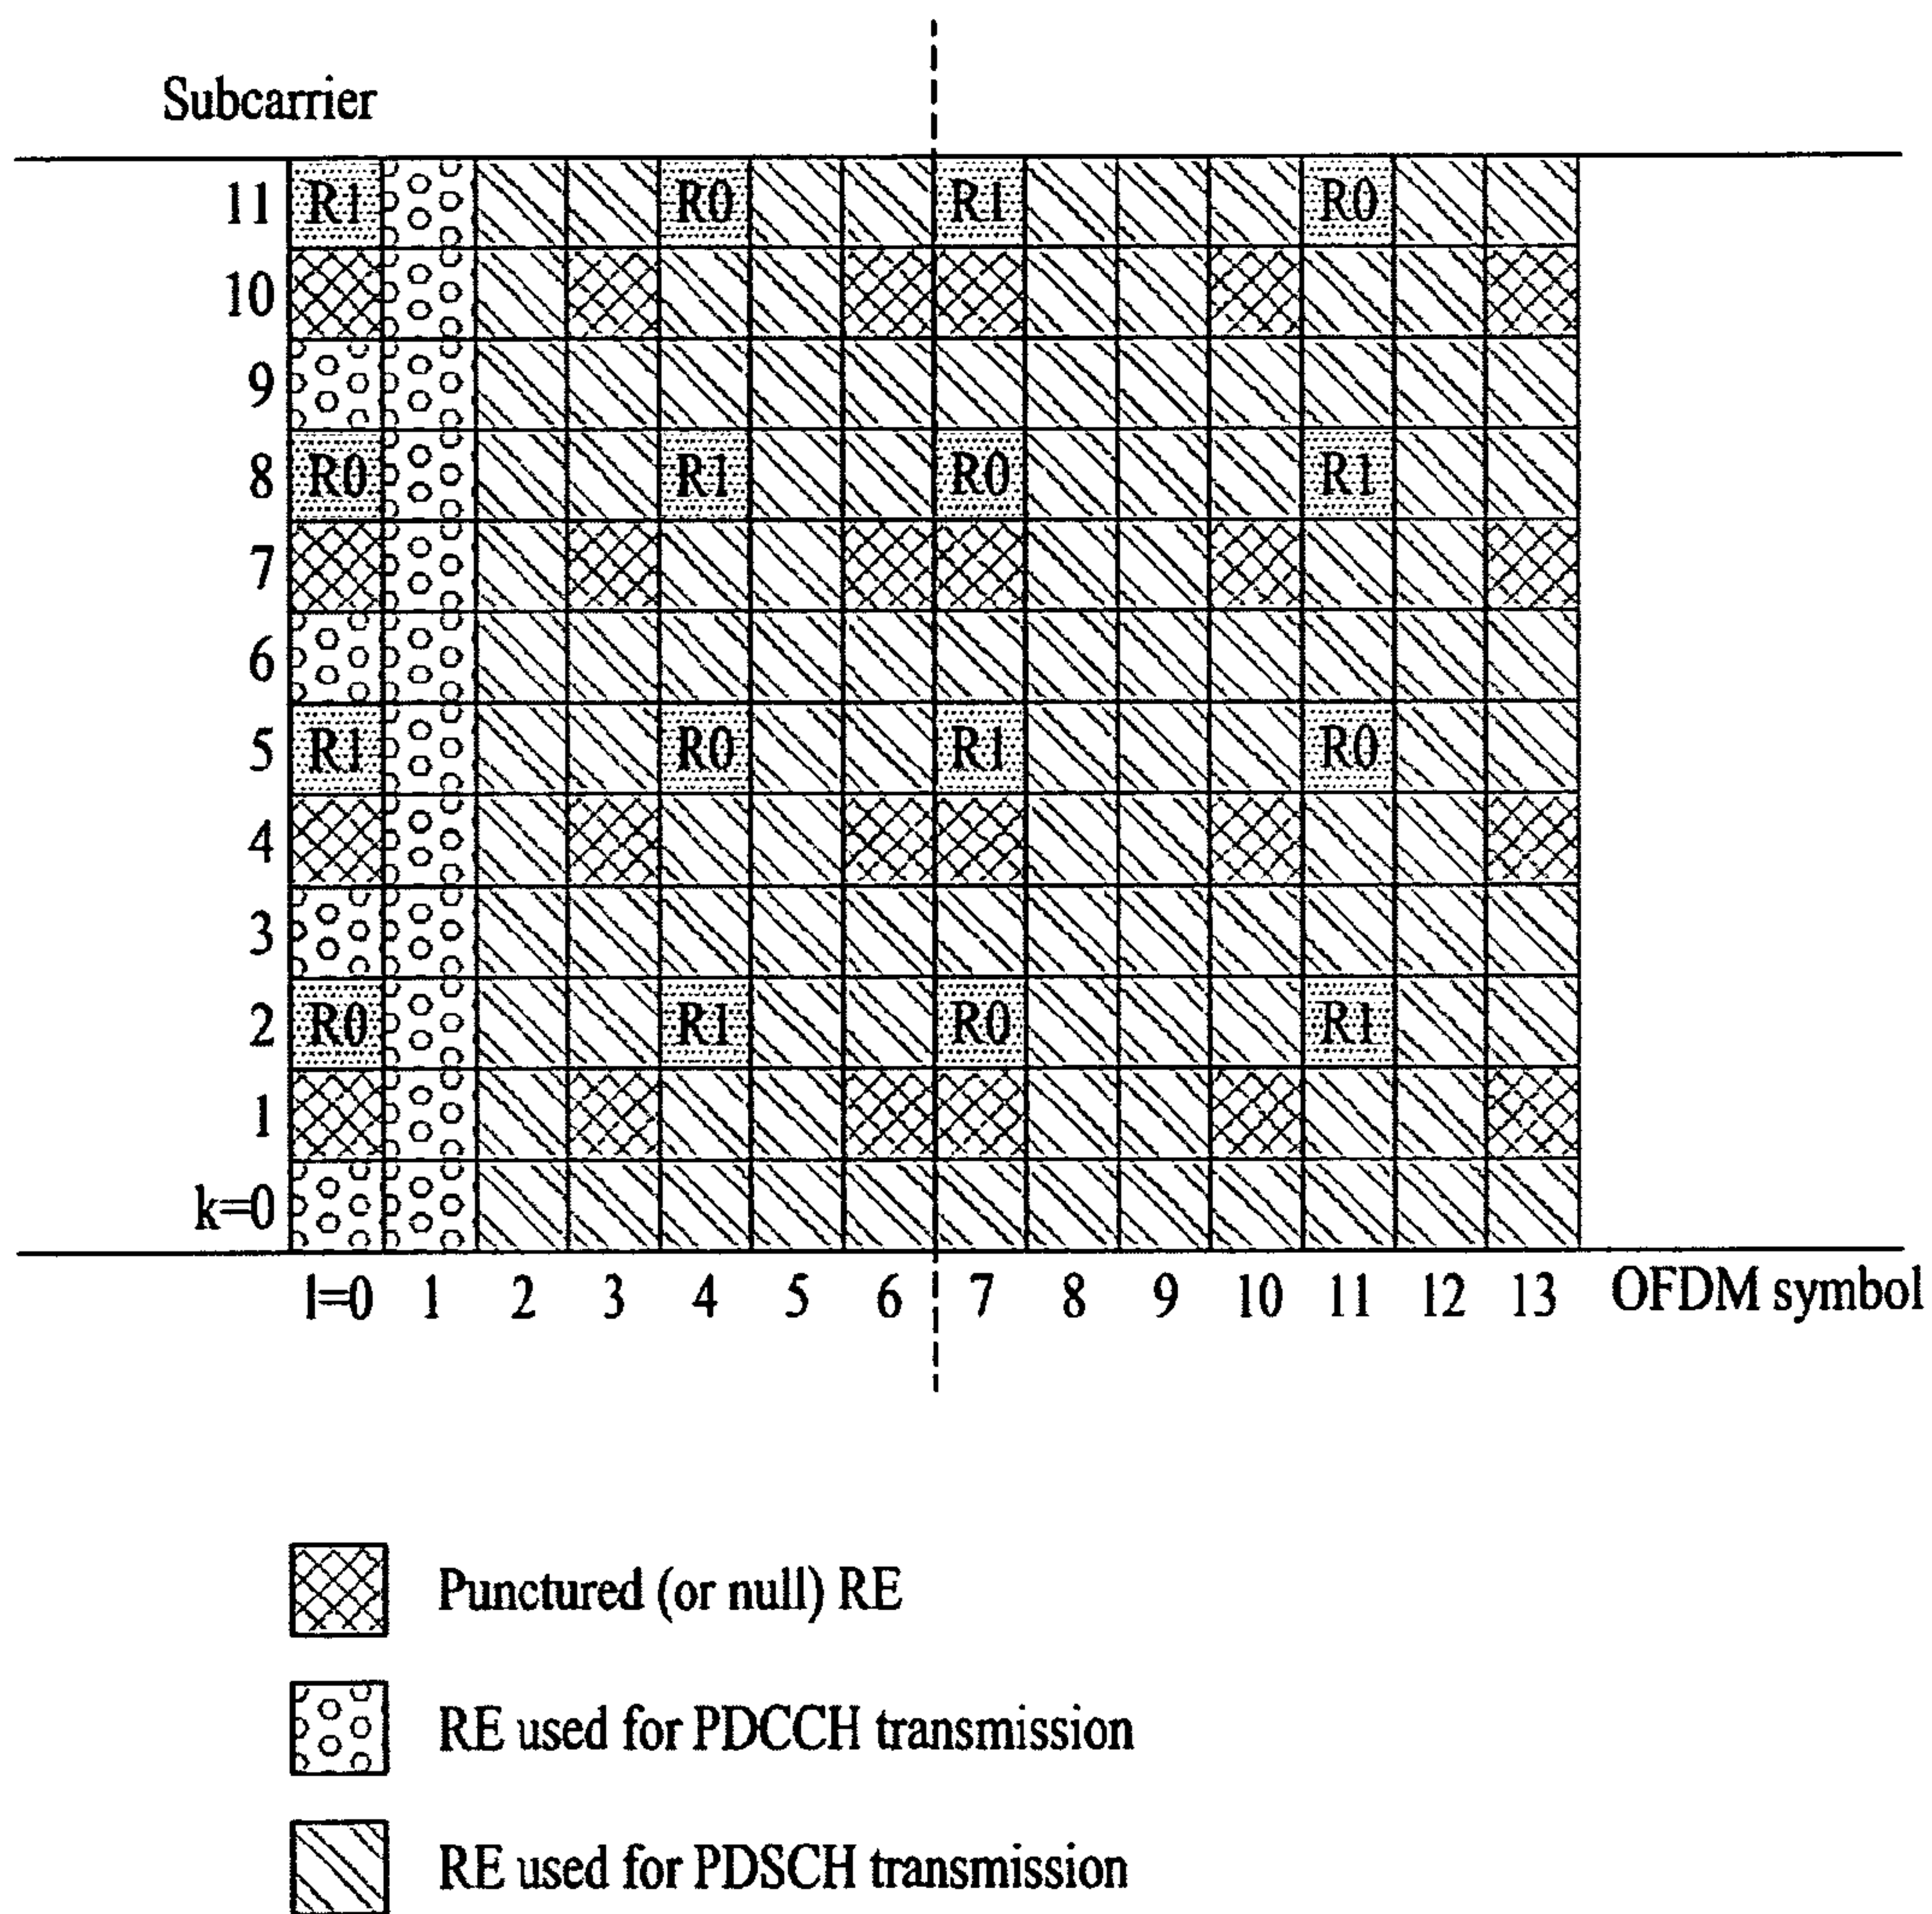 Subcarrier
11 R1 R0 R1 R0
10
9
8 R0 R1 R0 R1
7
6
5 R1 R0 R1 R0
4
3
2 R0 R1 R0 R1
1
k=0
l=0 1 2 3 4 5 6 7 8 9 10 11 12 13 OFDM symbol
Punctured (or null) RE
RE used for PDCCH transmission
RE used for PDSCH transmission